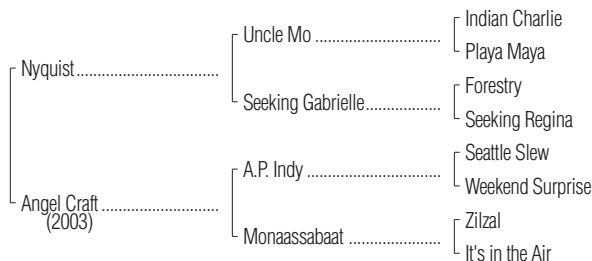 Indian Charlie
Uncle Mo
Playa Maya
Nyquist
Forestry
Seeking Gabrielle
Seeking Regina
Seattle Slew
A.P. Indy
Weekend Surprise
Angel Craft
(2003)
Zilzal
Monaassabaat
It's in the Air